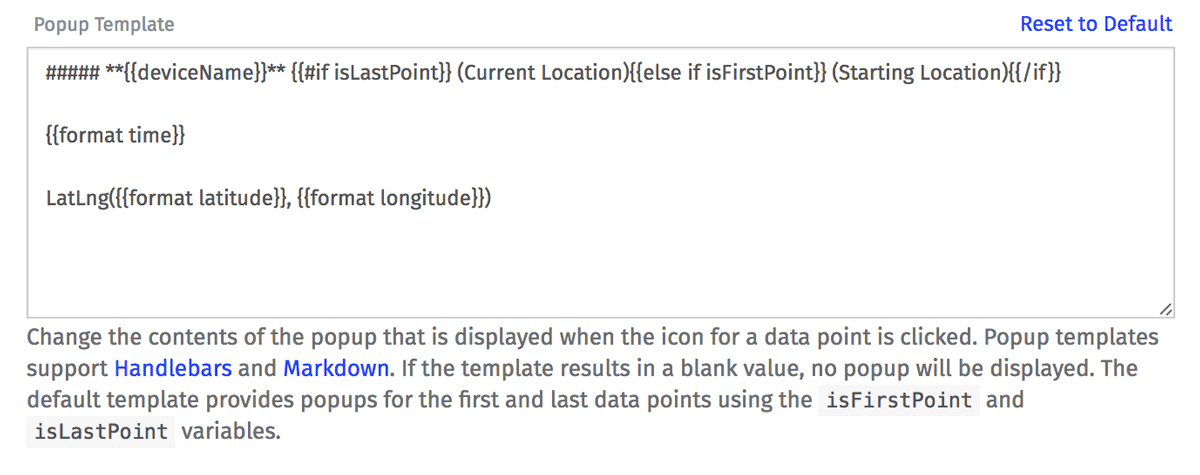 Popup Template
Reset to Default
##### **{{deviceName}}** {{#if isLastPoint}} (Current Location){{else if isFirstPoint}} (Starting Location){{/if}}
{{format time}}
LatLng({{format latitude}}, {{format longitude}})
Change the contents of the popup that is displayed when the icon for a data point is clicked. Popup templates
support Handlebars and Markdown. If the template results in a blank value, no popup will be displayed. The
default template provides popups for the first and last data points using the isFirstPoint and
isLastPoint variables.